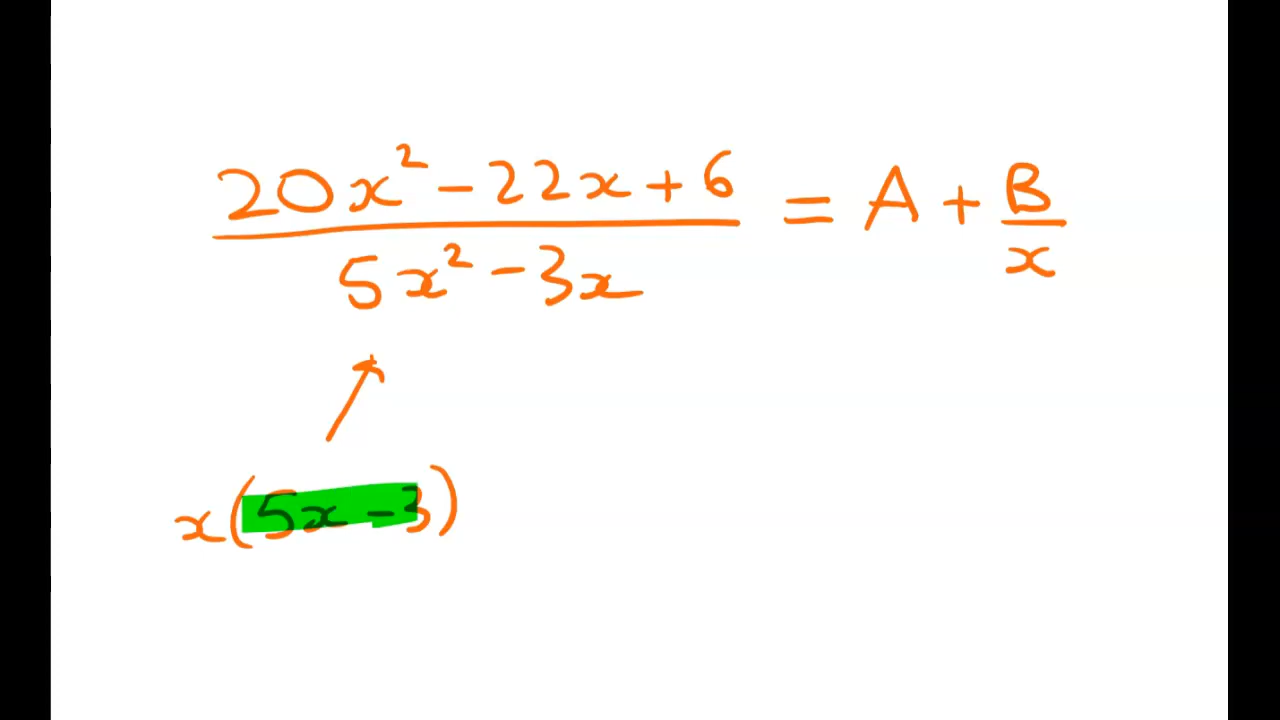 20x² - 22x + 6 = A + B
5x² - 3x x
x(5x - 3)